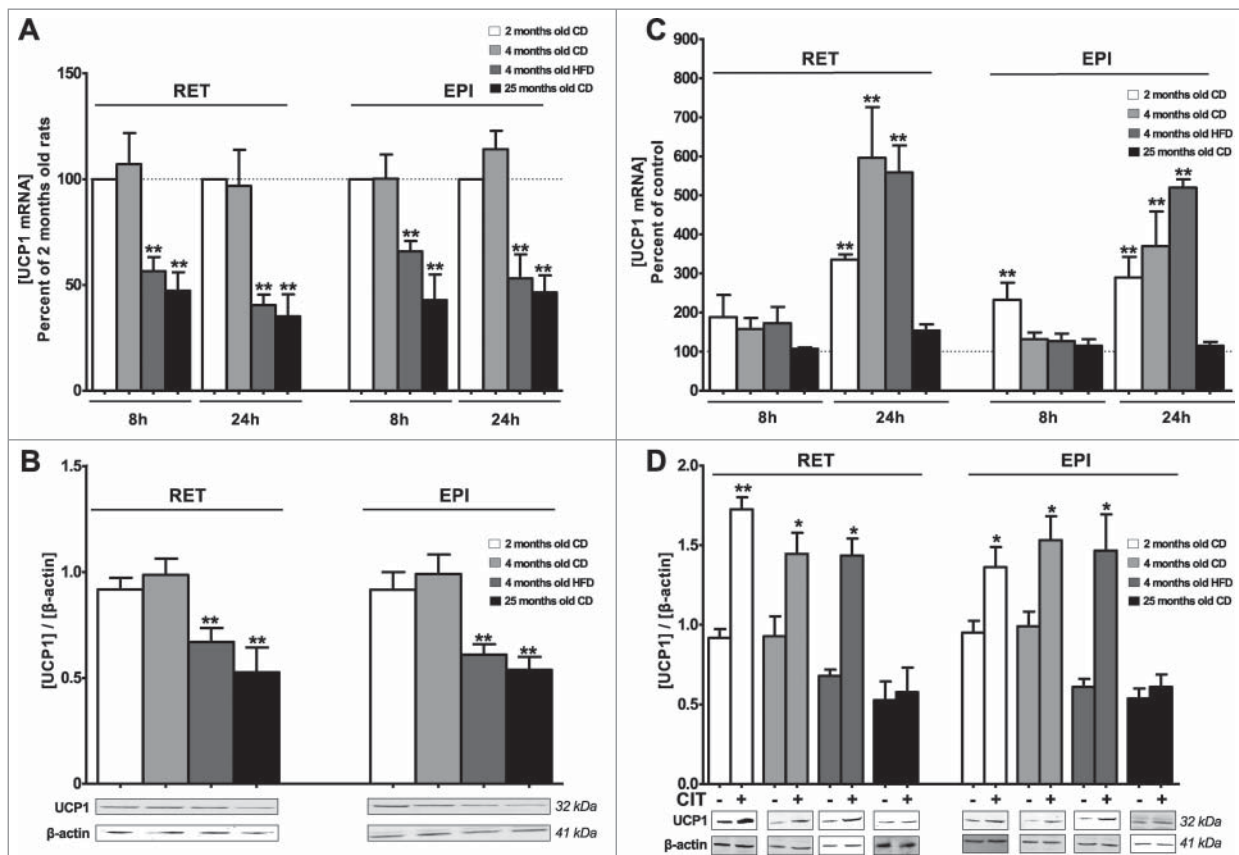 A
2 months old CD
4 months old CD
4 months old HFD
25 months old CD
[UCP1 mRNA]
Percent of 2 months old rats
150
100
50
0
RET
EPI
** ** ** ** ** ** ** **
8h 24h 8h 24h
C
[UCP1 mRNA]
Percent of control
900
800
700
600
500
400
300
200
100
0
RET
EPI
2 months old CD
4 months old CD
4 months old HFD
25 months old CD
** ** ** ** ** ** **
8h 24h 8h 24h
B
[UCP1] / [β-actin]
1.5
1.0
0.5
0
RET
EPI
2 months old CD
4 months old CD
4 months old HFD
25 months old CD
** ** ** **
UCP1 32 kDa
β-actin 41 kDa
D
[UCP1] / [β-actin]
2.0
1.5
1.0
0.5
0.0
RET
EPI
2 months old CD
4 months old CD
4 months old HFD
25 months old CD
** * * * * *
CIT - + - + - + - + - + - + - + - +
UCP1 32 kDa
β-actin 41 kDa